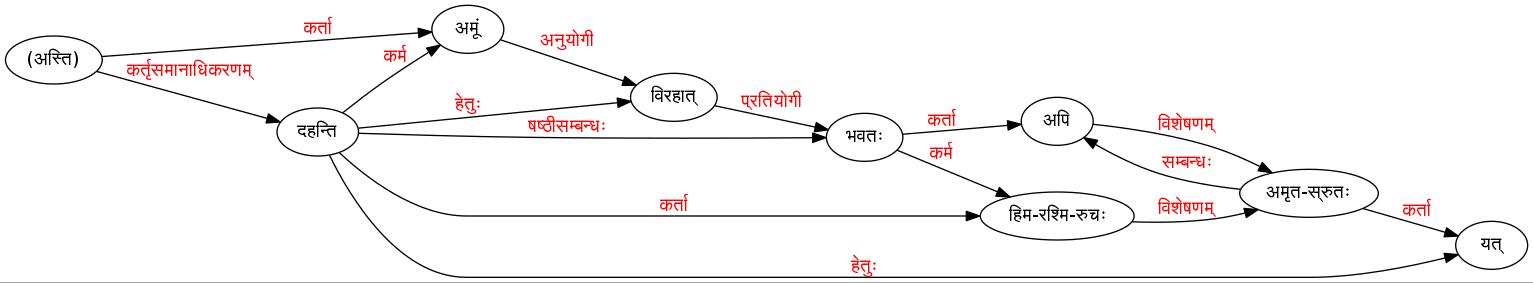 (अस्ति)
कर्ता
कर्तृसमानाधिकरणम्
अमूं
कर्म
अनुयोगी
दहन्ति
हेतुः
विरहात्
षष्ठीसम्बन्धः
प्रतियोगी
भवतः
कर्ता
कर्म
अपि
विशेषणम्
सम्बन्धः
हिम-रश्मि-रुचः
विशेषणम्
अमृत-स्रुतः
कर्ता
कर्ता
यत्
हेतुः